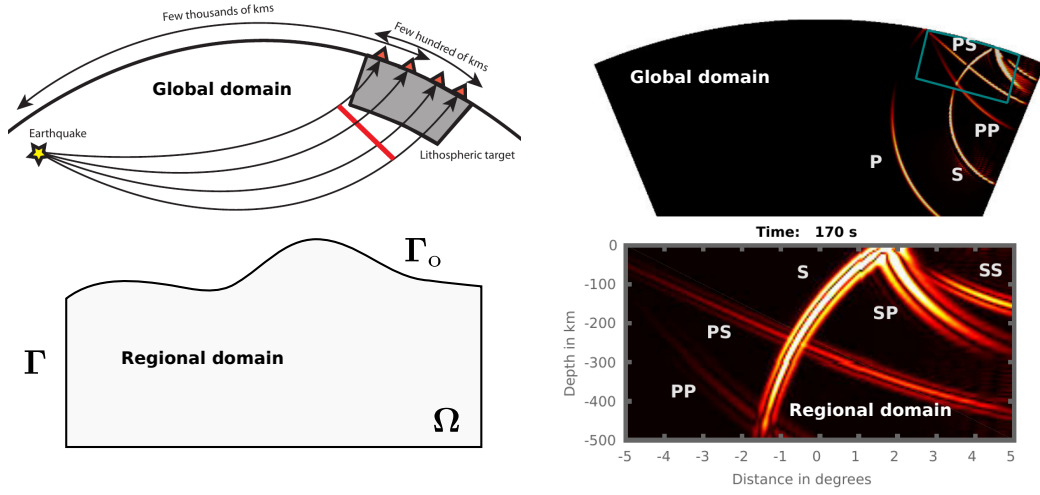 Few thousands of kms
Few hundred of kms
Global domain
Earthquake
Lithospheric target
Γ
Γ₀
Regional domain
Ω
Global domain
PS
PP
P
S
Time: 170 s
0
-100
-200
-300
-400
-500
Depth in km
S
SS
SP
PS
PP
Regional domain
-5 -4 -3 -2 -1 0 1 2 3 4 5
Distance in degrees